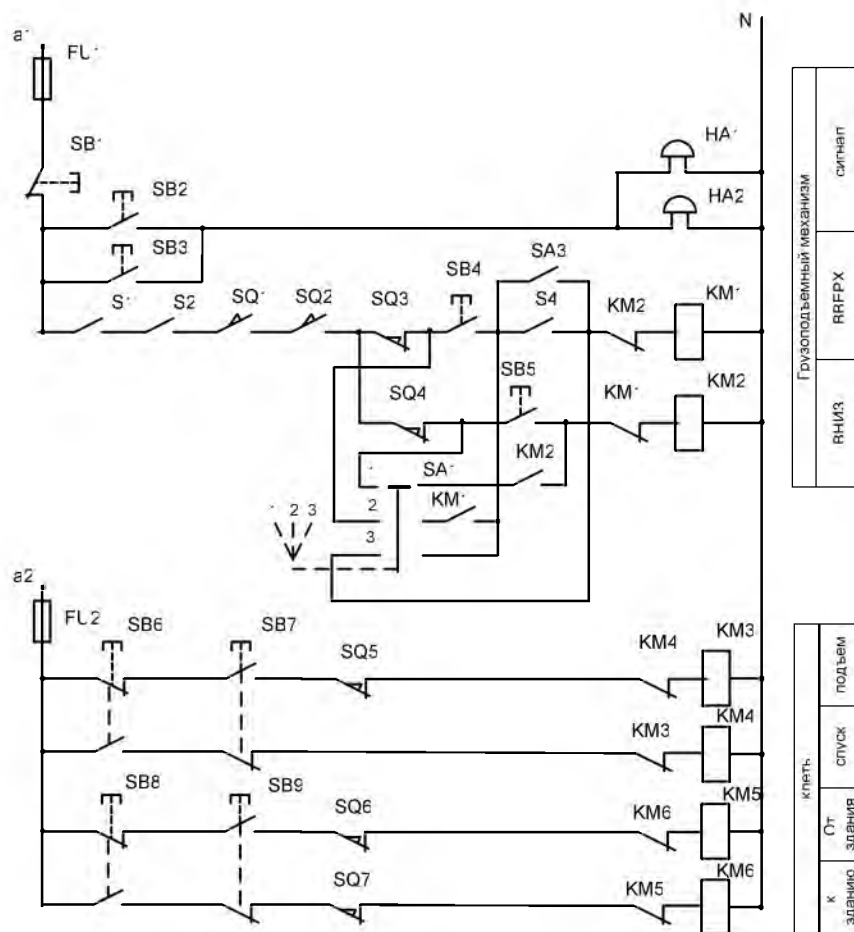 a1
N
FU1
SB1
HA1
SB2
HA2
SB3
SA3
S1
S2
SQ1
SQ2
SQ3
SB4
S4
KM2
KM1
SQ4
SB5
KM1
KM2
1
SA1
KM2
2
KM1
1 2 3
3
a2
FU2
SB6
SB7
SQ5
KM4
KM3
KM3
KM4
SB8
SB9
SQ6
KM6
KM5
SQ7
KM5
KM6
Грузоподъемный механизм
сигнал
ВВЕРХ
ВНИЗ
клеть
подъем
спуск
От
здания
к
зданию